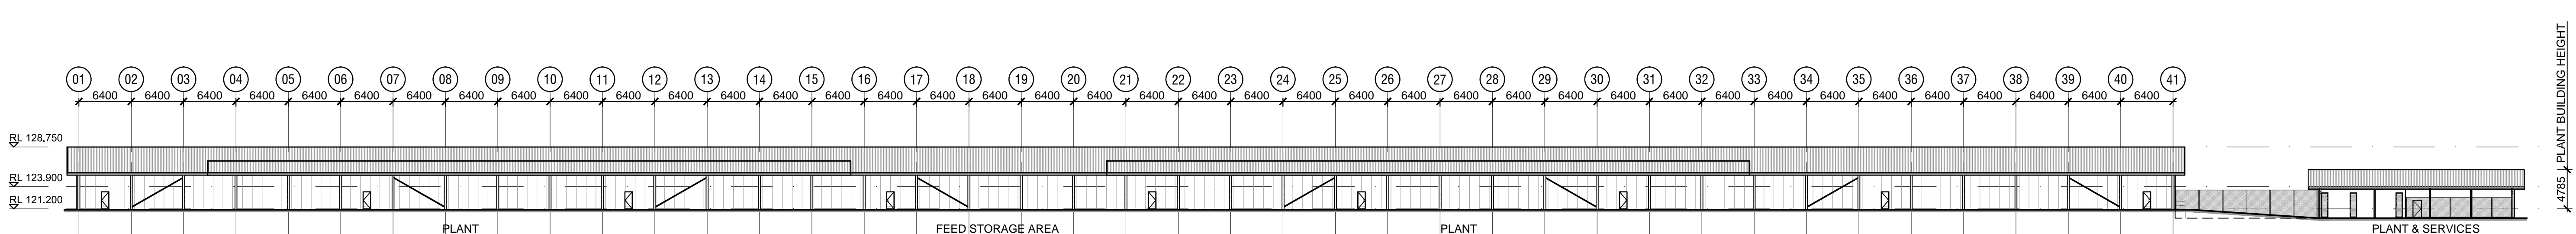 01 02 03 04 05 06 07 08 09 10 11 12 13 14 15 16 17 18 19 20 21 22 23 24 25 26 27 28 29 30 31 32 33 34 35 36 37 38 39 40 41
6400 6400 6400 6400 6400 6400 6400 6400 6400 6400 6400 6400 6400 6400 6400 6400 6400 6400 6400 6400 6400 6400 6400 6400 6400 6400 6400 6400 6400 6400 6400 6400 6400 6400 6400 6400 6400 6400 6400 6400
RL 128.750
RL 123.900
RL 121.200
PLANT FEED STORAGE AREA PLANT PLANT & SERVICES
4785 PLANT BUILDING HEIGHT